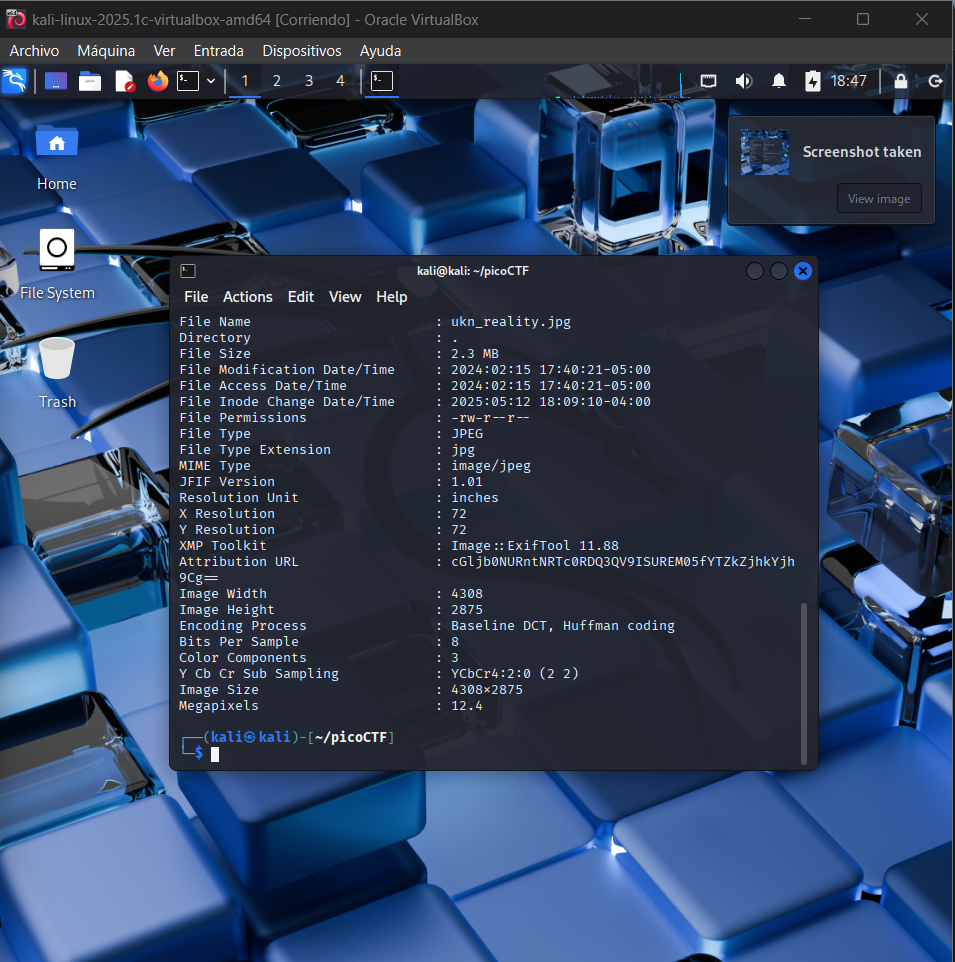 kali-linux-2025.1c-virtualbox-amd64 [Corriendo] - Oracle VirtualBox
Archivo Máquina Ver Entrada Dispositivos Ayuda
1 2 3 4 18:47
Screenshot taken
View image
Home
File System
Trash
kali@kali: ~/picoCTF
File Actions Edit View Help
File Name : ukn_reality.jpg
Directory : .
File Size : 2.3 MB
File Modification Date/Time : 2024:02:15 17:40:21-05:00
File Access Date/Time : 2024:02:15 17:40:21-05:00
File Inode Change Date/Time : 2025:05:12 18:09:10-04:00
File Permissions : -rw-r--r--
File Type : JPEG
File Type Extension : jpg
MIME Type : image/jpeg
JFIF Version : 1.01
Resolution Unit : inches
X Resolution : 72
Y Resolution : 72
XMP Toolkit : Image::ExifTool 11.88
Attribution URL : cGljb0NURntNRTc0RDQ3QV9ISUREM05fYTZkZjhkYjh
9Cg==
Image Width : 4308
Image Height : 2875
Encoding Process : Baseline DCT, Huffman coding
Bits Per Sample : 8
Color Components : 3
Y Cb Cr Sub Sampling : YCbCr4:2:0 (2 2)
Image Size : 4308×2875
Megapixels : 12.4
┌──(kali㉿kali)-[~/picoCTF]
└─$